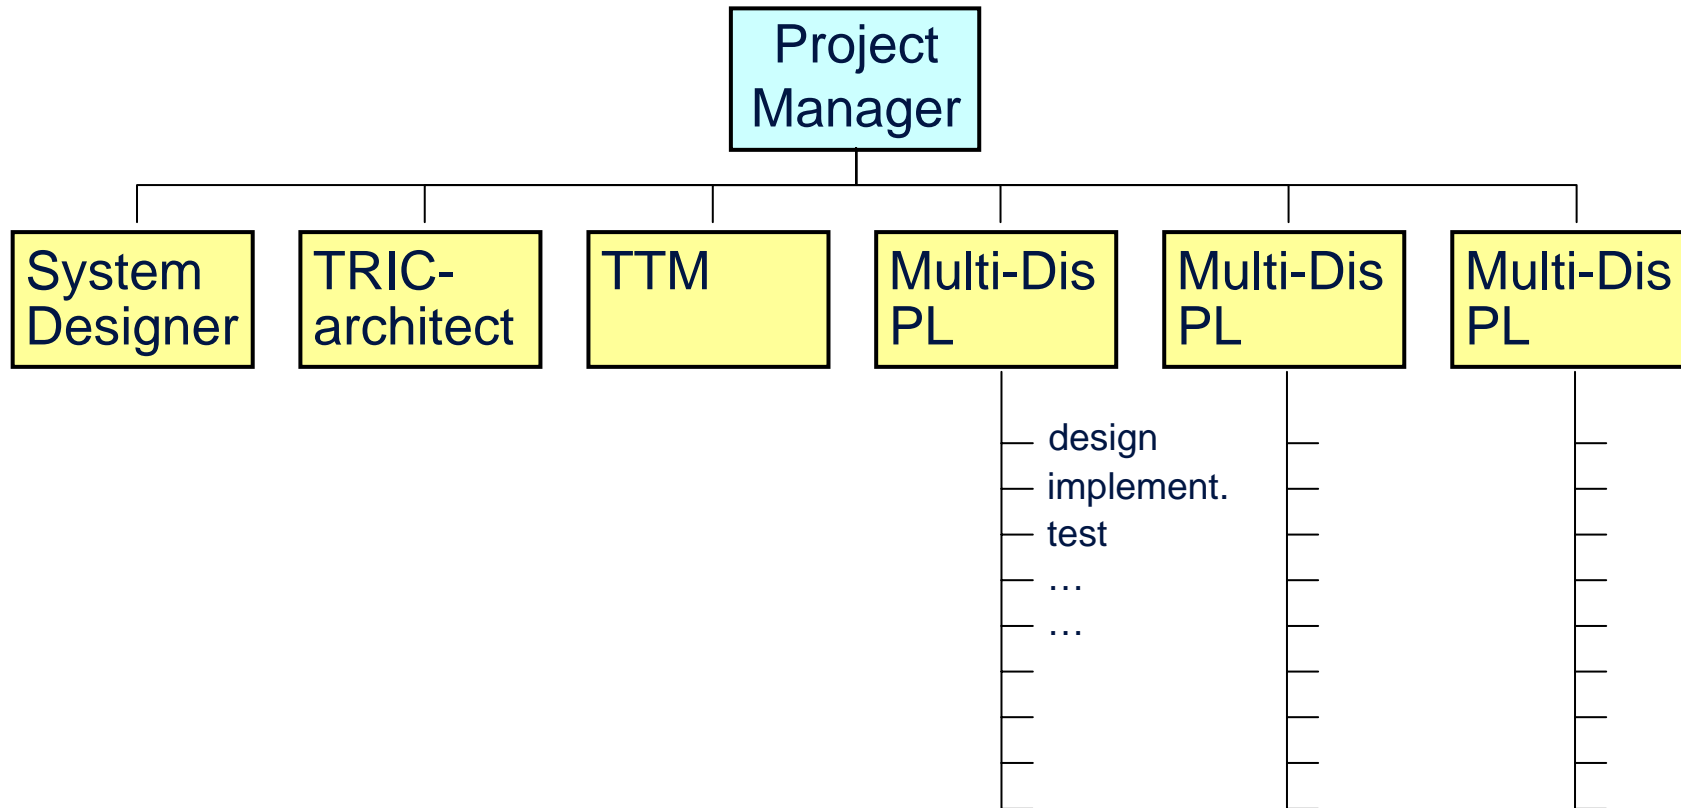 Project
Manager
System
Designer
TRIC-
architect
TTM
Multi-Dis
PL
Multi-Dis
PL
Multi-Dis
PL
design
implement.
test
…
…